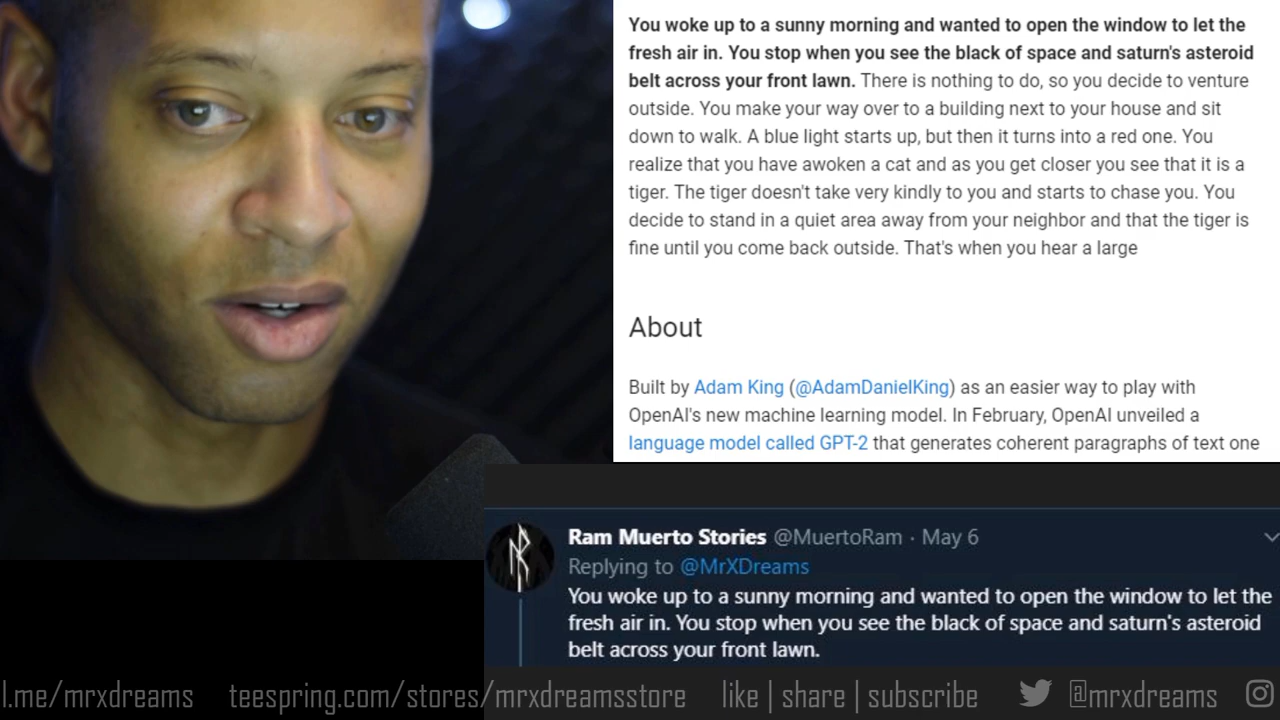 You woke up to a sunny morning and wanted to open the window to let the
fresh air in. You stop when you see the black of space and saturn's asteroid
belt across your front lawn. There is nothing to do, so you decide to venture
outside. You make your way over to a building next to your house and sit
down to walk. A blue light starts up, but then it turns into a red one. You
realize that you have awoken a cat and as you get closer you see that it is a
tiger. The tiger doesn't take very kindly to you and starts to chase you. You
decide to stand in a quiet area away from your neighbor and that the tiger is
fine until you come back outside. That's when you hear a large
About
Built by Adam King (@AdamDanielKing) as an easier way to play with
OpenAI's new machine learning model. In February, OpenAI unveiled a
language model called GPT-2 that generates coherent paragraphs of text one
Ram Muerto Stories @MuertoRam · May 6
Replying to @MrXDreams
You woke up to a sunny morning and wanted to open the window to let the
fresh air in. You stop when you see the black of space and saturn's asteroid
belt across your front lawn.
l.me/mrxdreams teespring.com/stores/mrxdreamsstore like | share | subscribe @mrxdreams